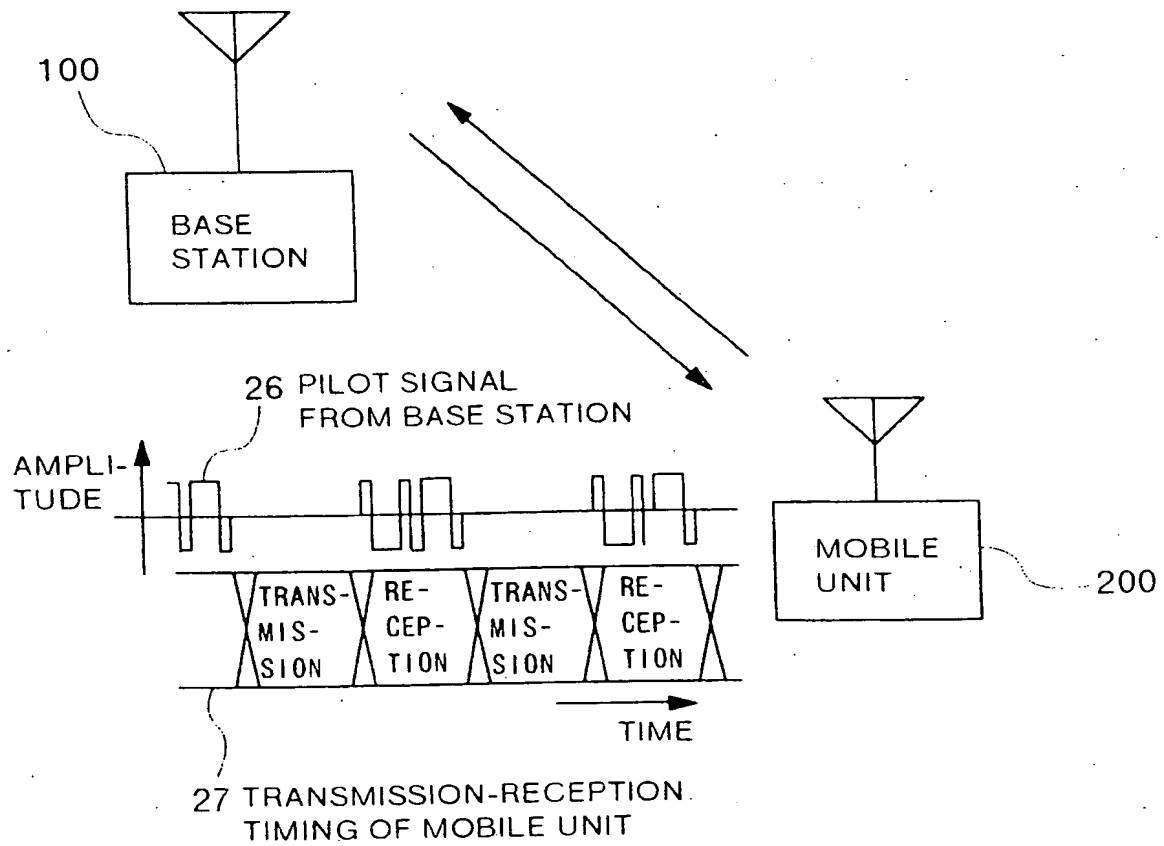 100
BASE
STATION
26 PILOT SIGNAL
FROM BASE STATION
AMPLI-
TUDE
MOBILE
UNIT
200
TRANS-
MIS-
SION
RE-
CEP-
TION
TRANS-
MIS-
SION
RE-
CEP-
TION
TIME
27 TRANSMISSION-RECEPTION
TIMING OF MOBILE UNIT